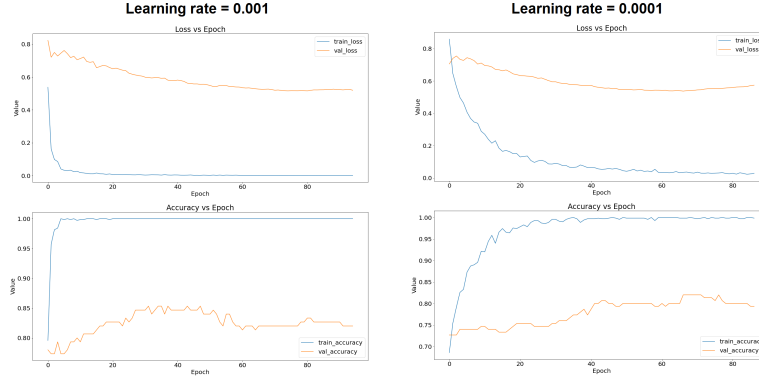 Learning rate = 0.001
Loss vs Epoch
train_loss
val_loss
0.8
0.6
0.4
0.2
0.0
Value
0
20
40
60
80
Epoch
Accuracy vs Epoch
1.00
0.95
0.90
0.85
0.80
Value
train_accuracy
val_accuracy
0
20
40
60
80
Epoch
Learning rate = 0.0001
Loss vs Epoch
train_loss
val_loss
0.8
0.6
0.4
0.2
0.0
Value
0
20
40
60
80
Epoch
Accuracy vs Epoch
1.00
0.95
0.90
0.85
0.80
0.75
0.70
Value
train_accuracy
val_accuracy
0
20
40
60
80
Epoch